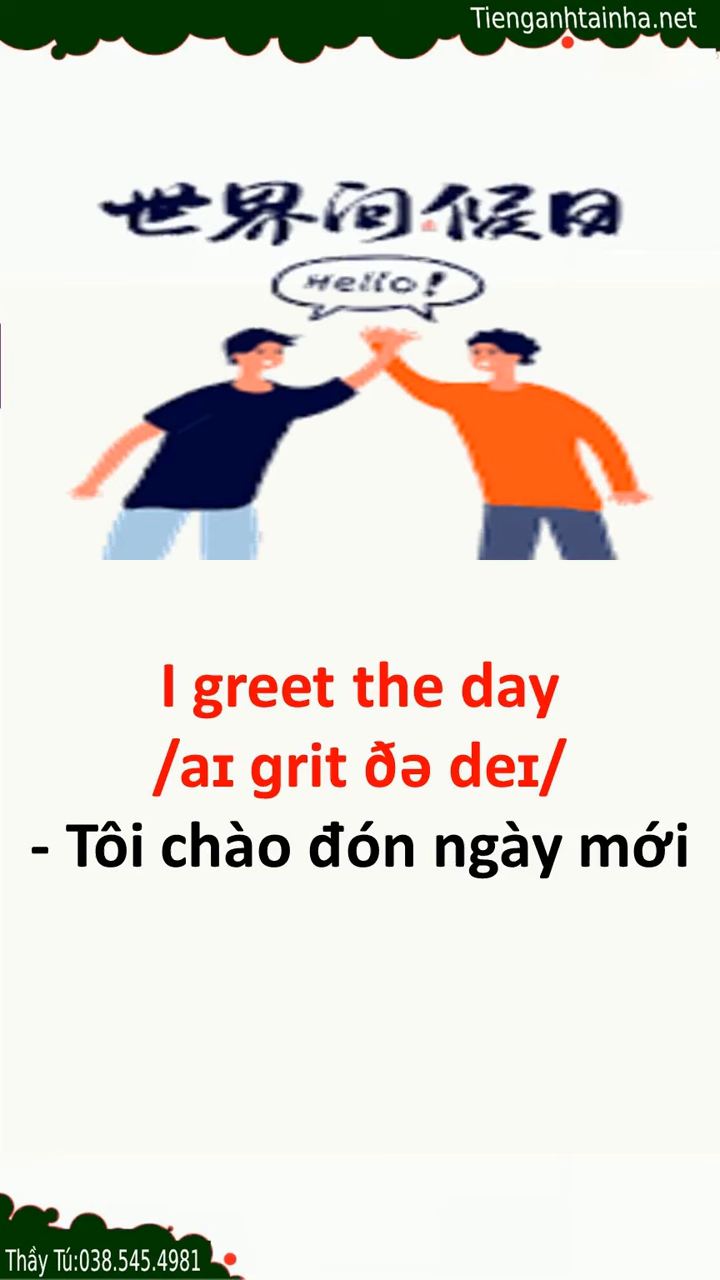 Tienganhtainha.net
世界问候日
Hello!
I greet the day
/aɪ grit ðə deɪ/
- Tôi chào đón ngày mới
Thầy Tú:038.545.4981